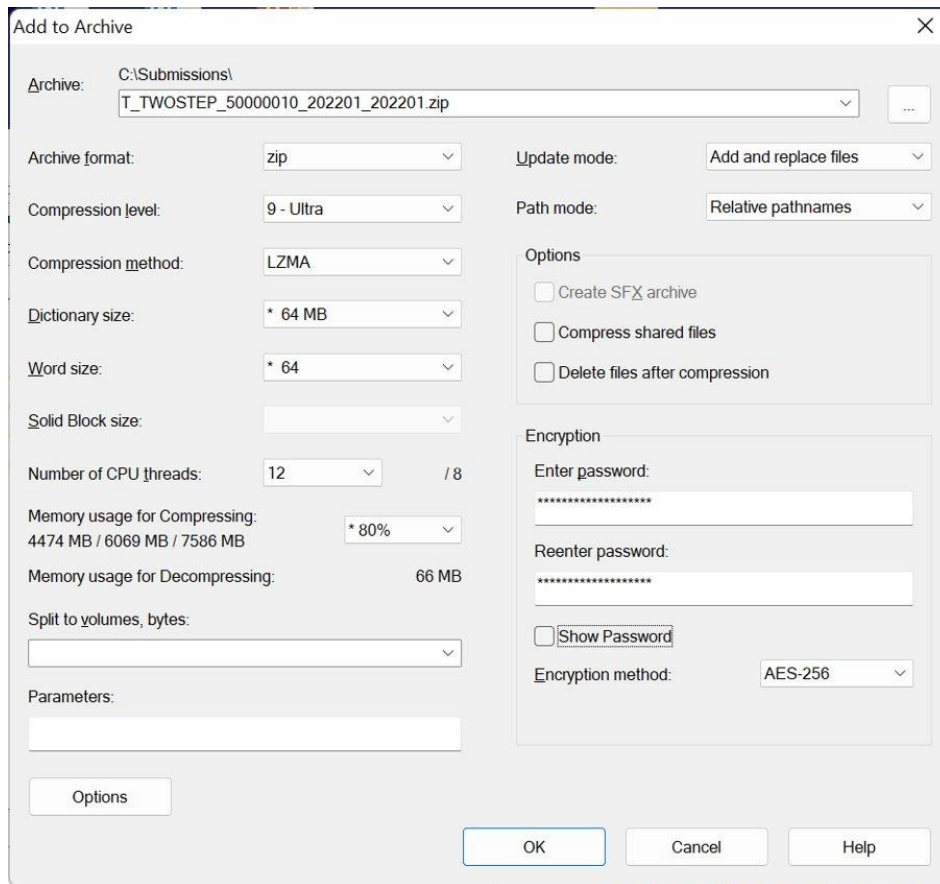 Add to Archive
Archive:
C:\Submissions\
T_TWOSTEP_50000010_202201_202201.zip
...
Archive format:
zip
Update mode:
Add and replace files
Compression level:
9 - Ultra
Path mode:
Relative pathnames
Compression method:
LZMA
Options
Create SFX archive
Dictionary size:
* 64 MB
Compress shared files
Word size:
* 64
Delete files after compression
Solid Block size:
Encryption
Number of CPU threads:
12
/ 8
Enter password:
*******************
Memory usage for Compressing:
4474 MB / 6069 MB / 7586 MB
* 80%
Reenter password:
*******************
Memory usage for Decompressing:
66 MB
Split to volumes, bytes:
Show Password
Encryption method:
AES-256
Parameters:
Options
OK
Cancel
Help